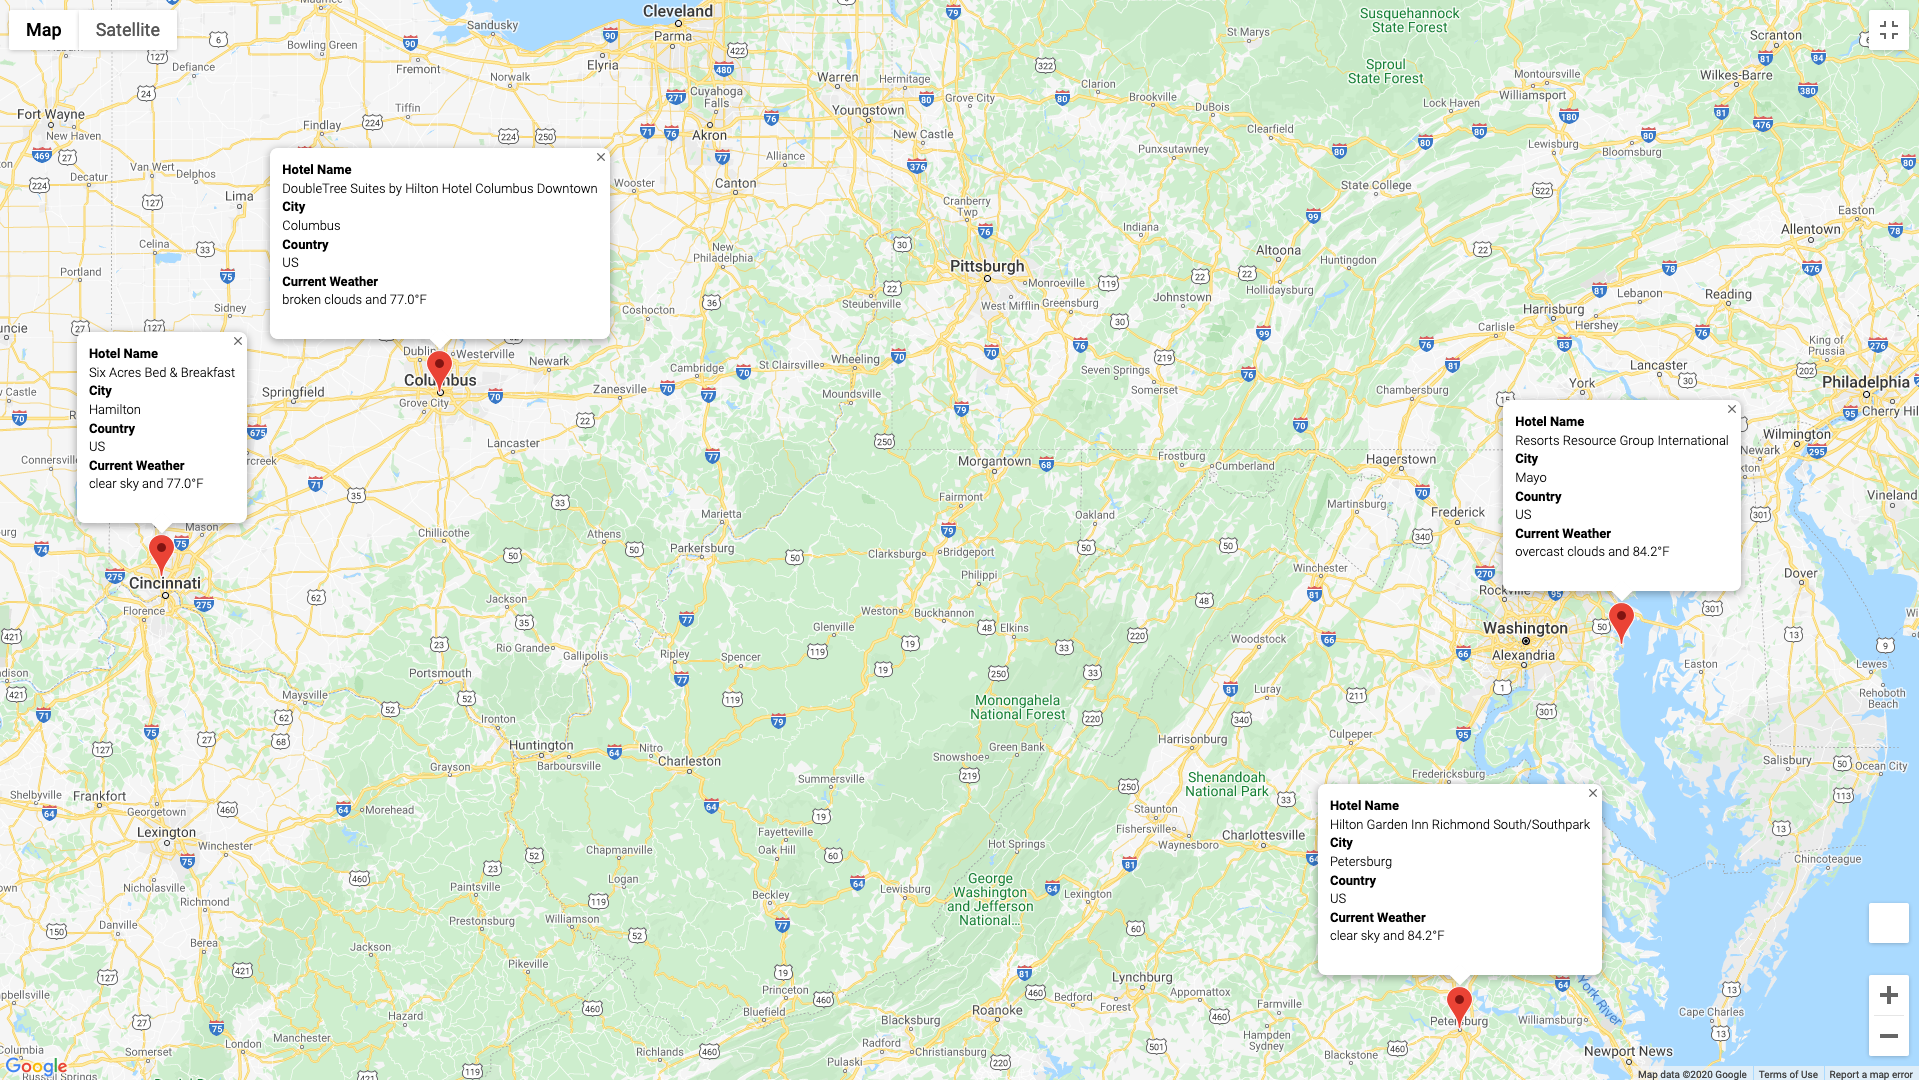 Map
Satellite
Hotel Name
DoubleTree Suites by Hilton Hotel Columbus Downtown
City
Columbus
Country
US
Current Weather
broken clouds and 77.0°F
Hotel Name
Six Acres Bed & Breakfast
City
Hamilton
Country
US
Current Weather
clear sky and 77.0°F
Hotel Name
Resorts Resource Group International
City
Mayo
Country
US
Current Weather
overcast clouds and 84.2°F
Hotel Name
Hilton Garden Inn Richmond South/Southpark
City
Petersburg
Country
US
Current Weather
clear sky and 84.2°F
Cleveland
Parma
Sandusky
Elyria
Bowling Green
Fremont
Norwalk
Defiance
Fort Wayne
New Haven
Decatur
Van Wert
Delphos
Findlay
Tiffin
Lima
Celina
Portland
Sidney
Cuyahoga
Falls
Akron
Wooster
Canton
Alliance
Warren
Youngstown
Hermitage
Grove City
New Castle
Clarion
Brookville
DuBois
Punxsutawney
Clearfield
St Marys
Susquehannock
State Forest
Sproul
State Forest
Lock Haven
Williamsport
Montoursville
Lewisburg
Bloomsburg
Scranton
Wilkes-Barre
State College
Cranberry
Twp
Indiana
Altoona
Huntingdon
Hollidaysburg
Easton
Allentown
New
Philadelphia
Pittsburgh
Monroeville
West Mifflin
Greensburg
Johnstown
Steubenville
Coshocton
Lebanon
Reading
Harrisburg
Hershey
Carlisle
King of
Prussia
Lancaster
York
Philadelphia
Cherry Hil
Wilmington
Newark
Vineland
Dublin
Westerville
Columbus
Grove City
Newark
Zanesville
Cambridge
St Clairsville
Wheeling
Moundsville
Seven Springs
Somerset
Chambersburg
Springfield
Lancaster
Connersville
Morgantown
Fairmont
Frostburg
Cumberland
Hagerstown
Martinsburg
Frederick
Oakland
Mason
Cincinnati
Florence
Chillicothe
Athens
Marietta
Parkersburg
Clarksburg
Bridgeport
Philippi
Winchester
Rockville
Dover
Washington
Alexandria
Jackson
Rio Grande
Gallipolis
Ripley
Spencer
Glenville
Weston
Buckhannon
Elkins
Woodstock
Luray
Easton
Lewes
Rehoboth
Beach
Portsmouth
Maysville
Ironton
Huntington
Barboursville
Nitro
Charleston
Monongahela
National Forest
Green Bank
Snowshoe
Harrisonburg
Culpeper
Fredericksburg
Salisbury
Ocean City
Grayson
Morehead
Summersville
Shenandoah
National Park
Shelbyville
Frankfort
Georgetown
Lexington
Winchester
Nicholasville
Richmond
Danville
Berea
Fayetteville
Oak Hill
Beckley
Lewisburg
Hot Springs
Staunton
Fishersville
Waynesboro
Charlottesville
Chincoteague
Chapmanville
Logan
Paintsville
Prestonsburg
Williamson
Pikeville
Jackson
Hazard
George
Washington
and Jefferson
National...
Lexington
Lynchburg
Bedford
Forest
Appomattox
Farmville
Hampden
Sydney
Blackstone
Petersburg
Williamsburg
York River
Cape Charles
Newport News
Princeton
Bluefield
Roanoke
Blacksburg
Radford
Christiansburg
Pulaski
Richlands
London
Manchester
Somerset
Columbia
Russell Springs
Google
Map data ©2020 Google
Terms of Use
Report a map error